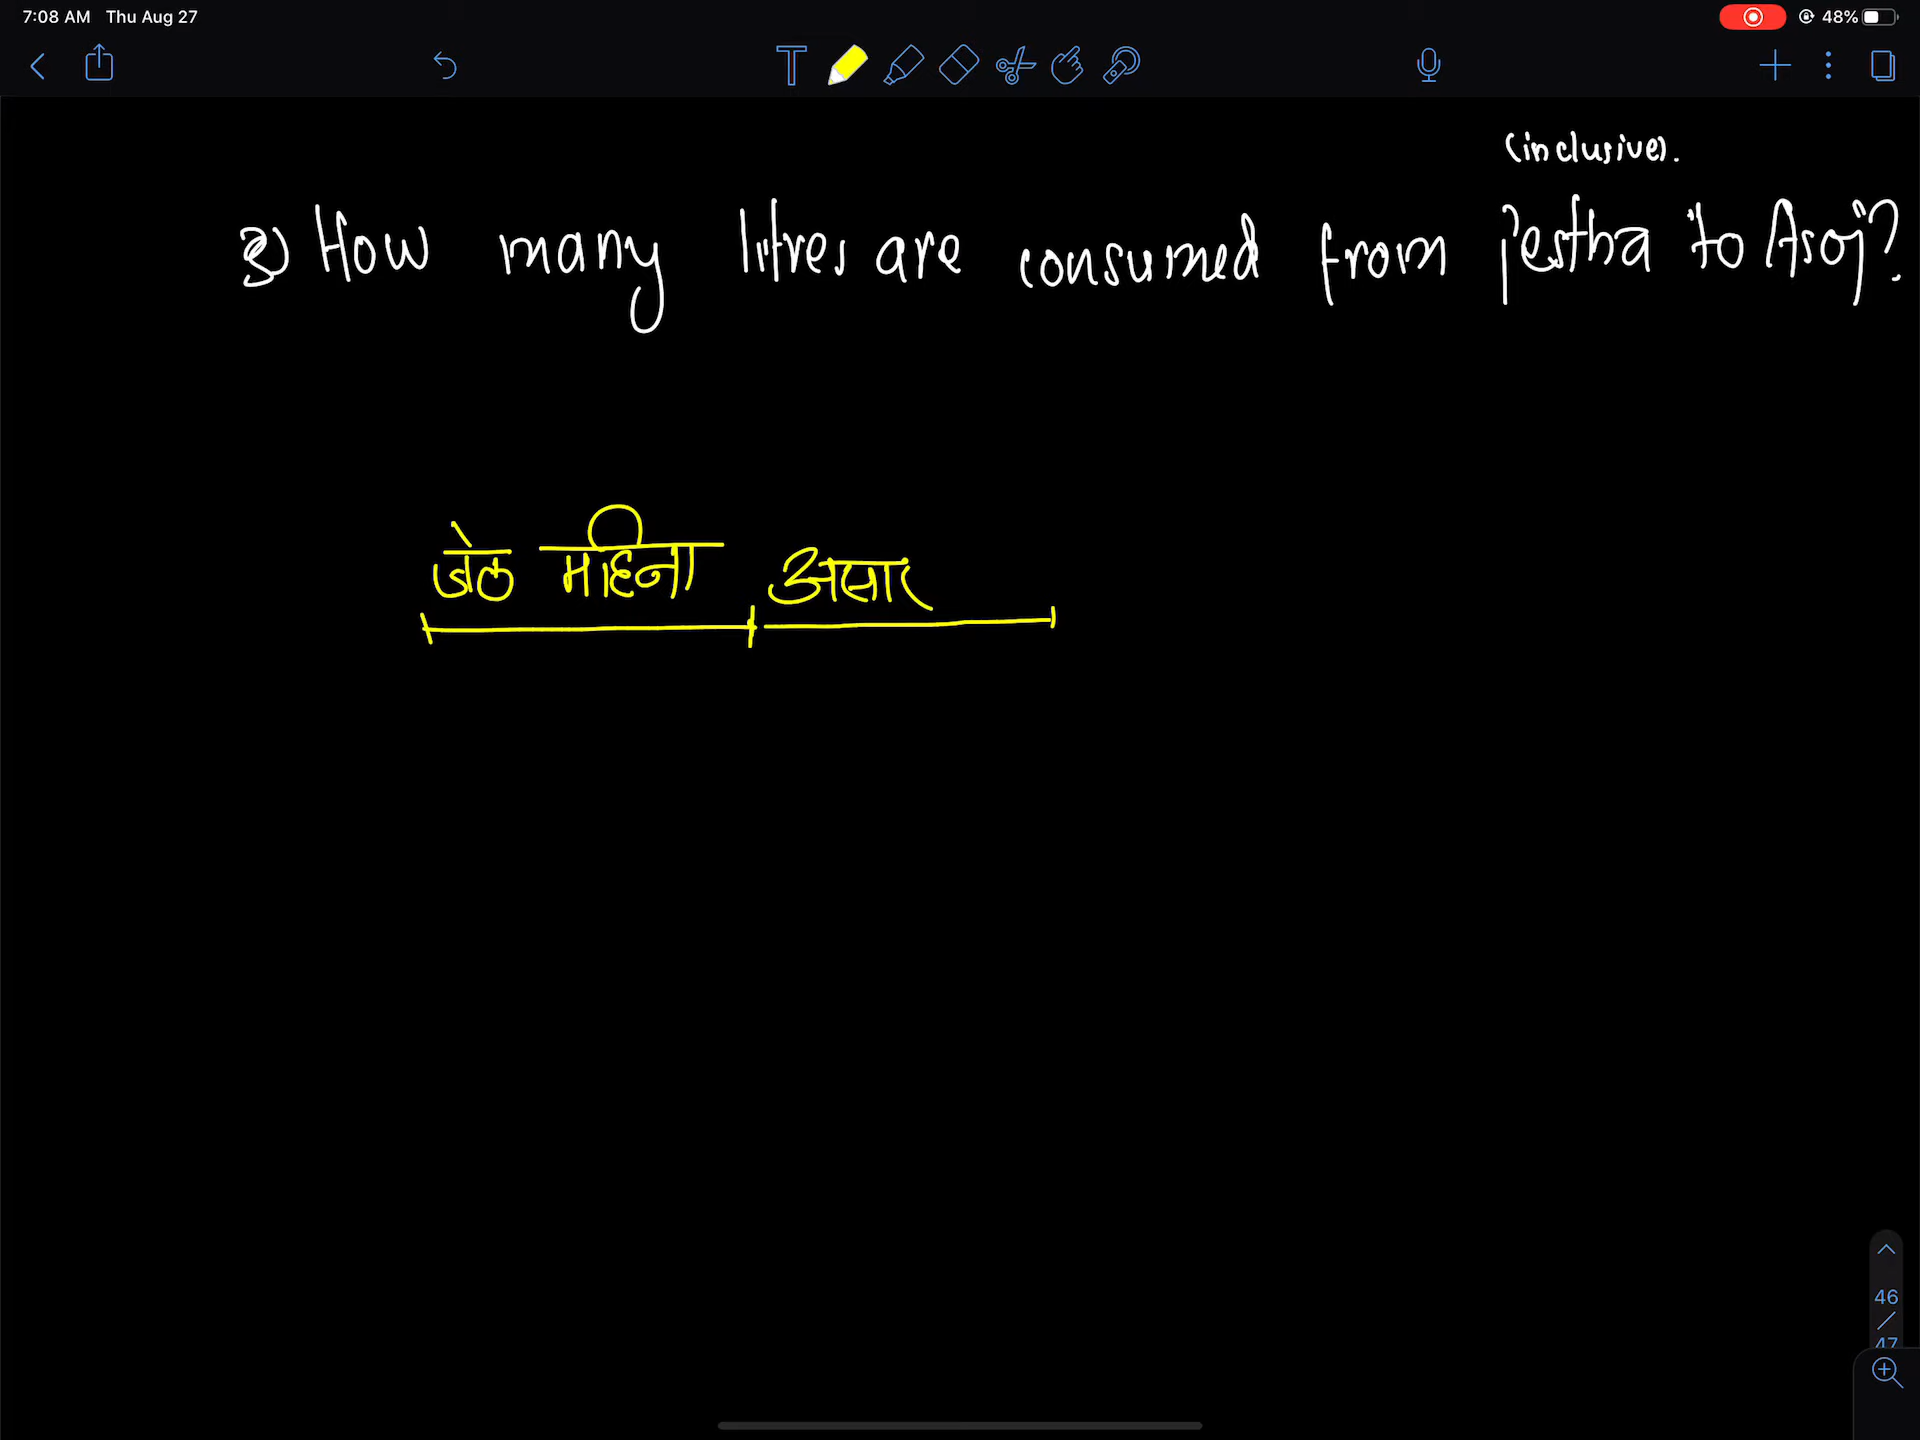 7:08 AM Thu Aug 27
48%
(inclusive).
3) How many litres are consumed from jestha "to Asoj"?
जेठ महिना असार
46
/
47